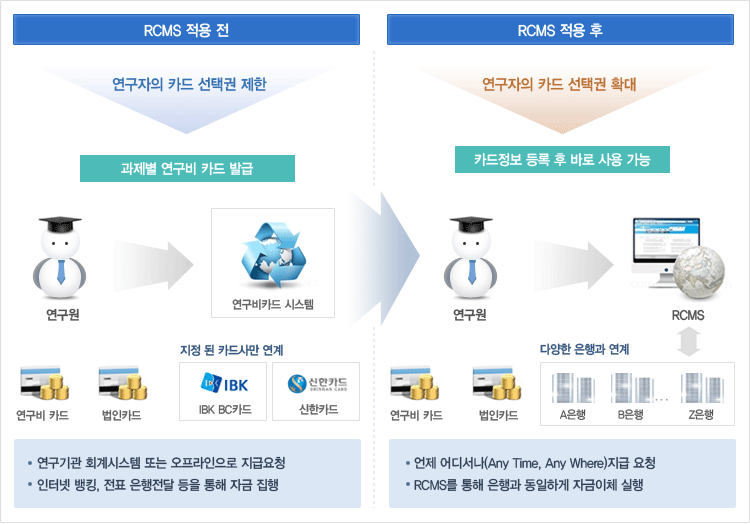 RCMS 적용 전
연구자의 카드 선택권 제한
과제별 연구비 카드 발급
연구원
연구비카드 시스템
지정 된 카드사만 연계
연구비 카드
법인카드
IBK
IBK BC카드
신한카드
SHINHAN CARD
신한카드
• 연구기관 회계시스템 또는 오프라인으로 지급요청
• 인터넷 뱅킹, 전표 은행전달 등을 통해 자금 집행
RCMS 적용 후
연구자의 카드 선택권 확대
카드정보 등록 후 바로 사용 가능
연구원
RCMS
다양한 은행과 연계
연구비 카드
법인카드
A은행
B은행
...
Z은행
• 언제 어디서나(Any Time, Any Where)지급 요청
• RCMS를 통해 은행과 동일하게 자금이체 실행